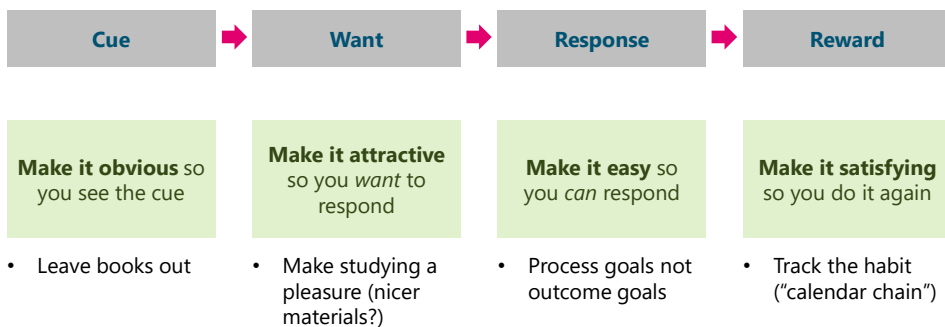 Cue
Want
Response
Reward
Make it obvious so
you see the cue
Make it attractive
so you want to
respond
Make it easy so
you can respond
Make it satisfying
so you do it again
• Leave books out
• Make studying a
pleasure (nicer
materials?)
• Process goals not
outcome goals
• Track the habit
(“calendar chain”)